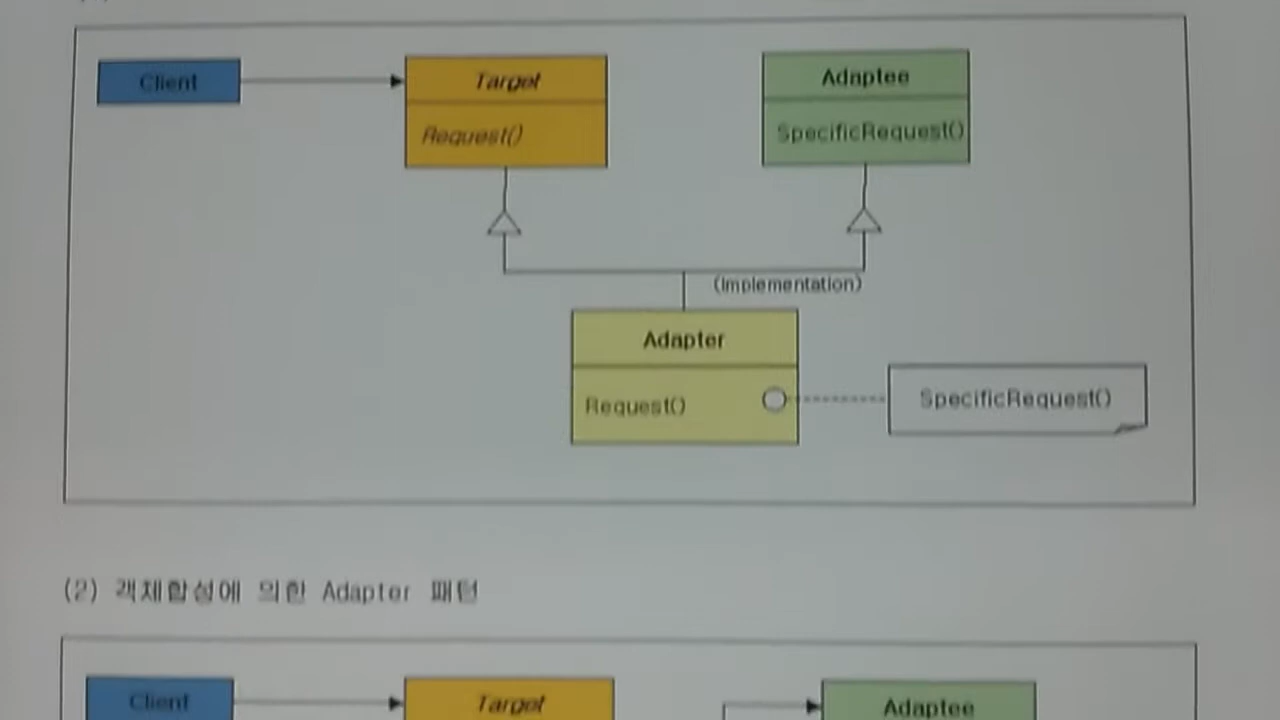 Client
Target
Request()
Adaptee
SpecificRequest()
(Implementation)
Adapter
Request()
SpecificRequest()
(2) 객체합성에 의한 Adapter 패턴
Client
Target
Adaptee